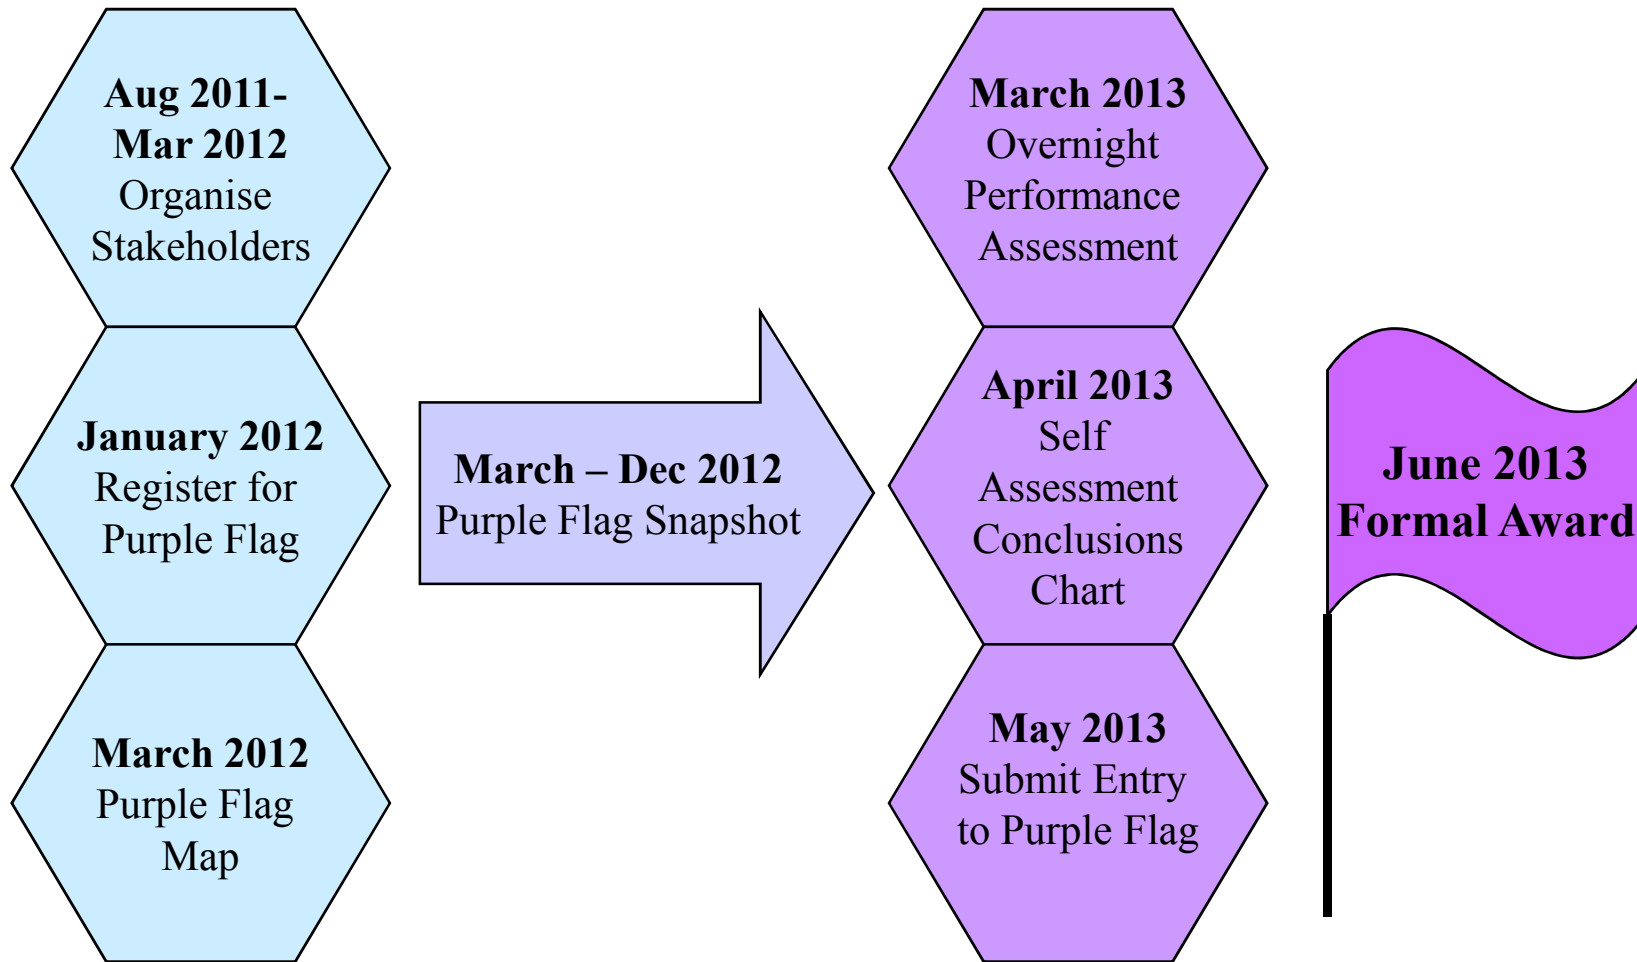 Aug 2011-
Mar 2012
Organise
Stakeholders
January 2012
Register for
Purple Flag
March 2012
Purple Flag
Map
March – Dec 2012
Purple Flag Snapshot
March 2013
Overnight
Performance
Assessment
April 2013
Self
Assessment
Conclusions
Chart
May 2013
Submit Entry
to Purple Flag
June 2013
Formal Award